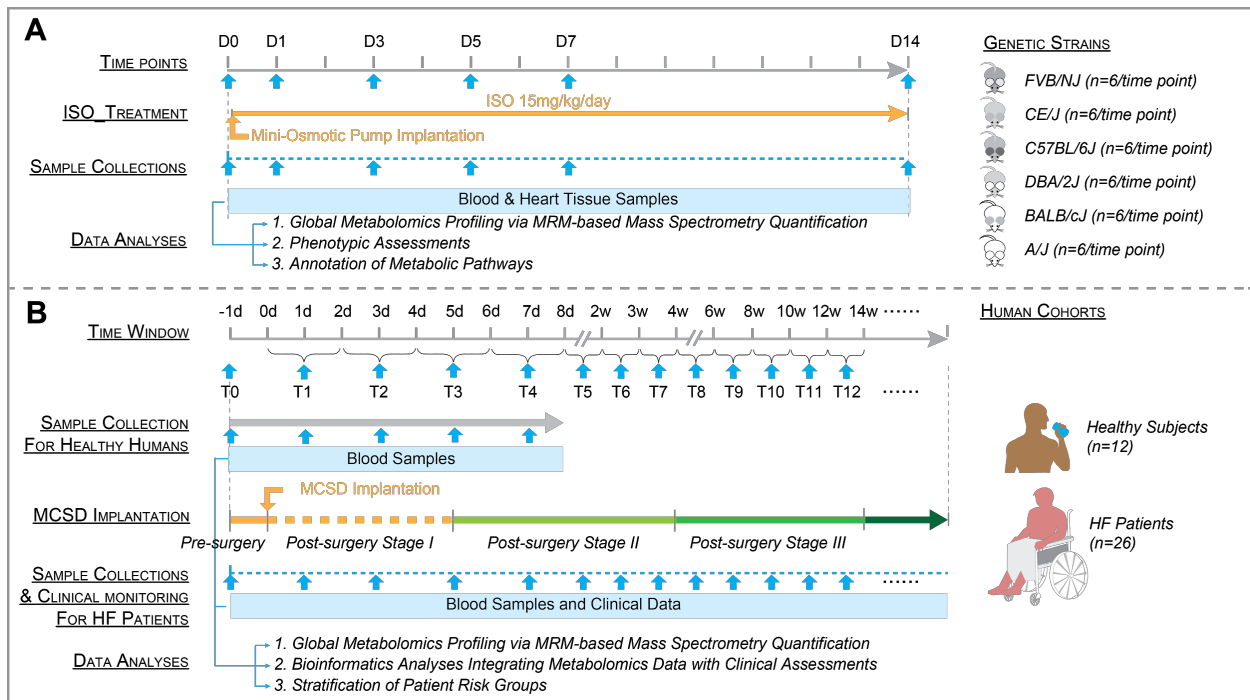 A
D0 D1 D3 D5 D7 D14
TIME POINTS
ISO 15mg/kg/day
ISO_TREATMENT
Mini-Osmotic Pump Implantation
SAMPLE COLLECTIONS
Blood & Heart Tissue Samples
DATA ANALYSES
1. Global Metabolomics Profiling via MRM-based Mass Spectrometry Quantification
2. Phenotypic Assessments
3. Annotation of Metabolic Pathways
GENETIC STRAINS
FVB/NJ (n=6/time point)
CE/J (n=6/time point)
C57BL/6J (n=6/time point)
DBA/2J (n=6/time point)
BALB/cJ (n=6/time point)
A/J (n=6/time point)
B
-1d 0d 1d 2d 3d 4d 5d 6d 7d 8d 2w 3w 4w 6w 8w 10w 12w 14w ......
TIME WINDOW
T0 T1 T2 T3 T4 T5 T6 T7 T8 T9 T10 T11 T12 ......
SAMPLE COLLECTION
FOR HEALTHY HUMANS
Blood Samples
MCSD Implantation
MCSD IMPLANTATION
Pre-surgery Post-surgery Stage I Post-surgery Stage II Post-surgery Stage III
SAMPLE COLLECTIONS
& CLINICAL MONITORING
FOR HF PATIENTS
......
Blood Samples and Clinical Data
DATA ANALYSES
1. Global Metabolomics Profiling via MRM-based Mass Spectrometry Quantification
2. Bioinformatics Analyses Integrating Metabolomics Data with Clinical Assessments
3. Stratification of Patient Risk Groups
HUMAN COHORTS
Healthy Subjects
(n=12)
HF Patients
(n=26)